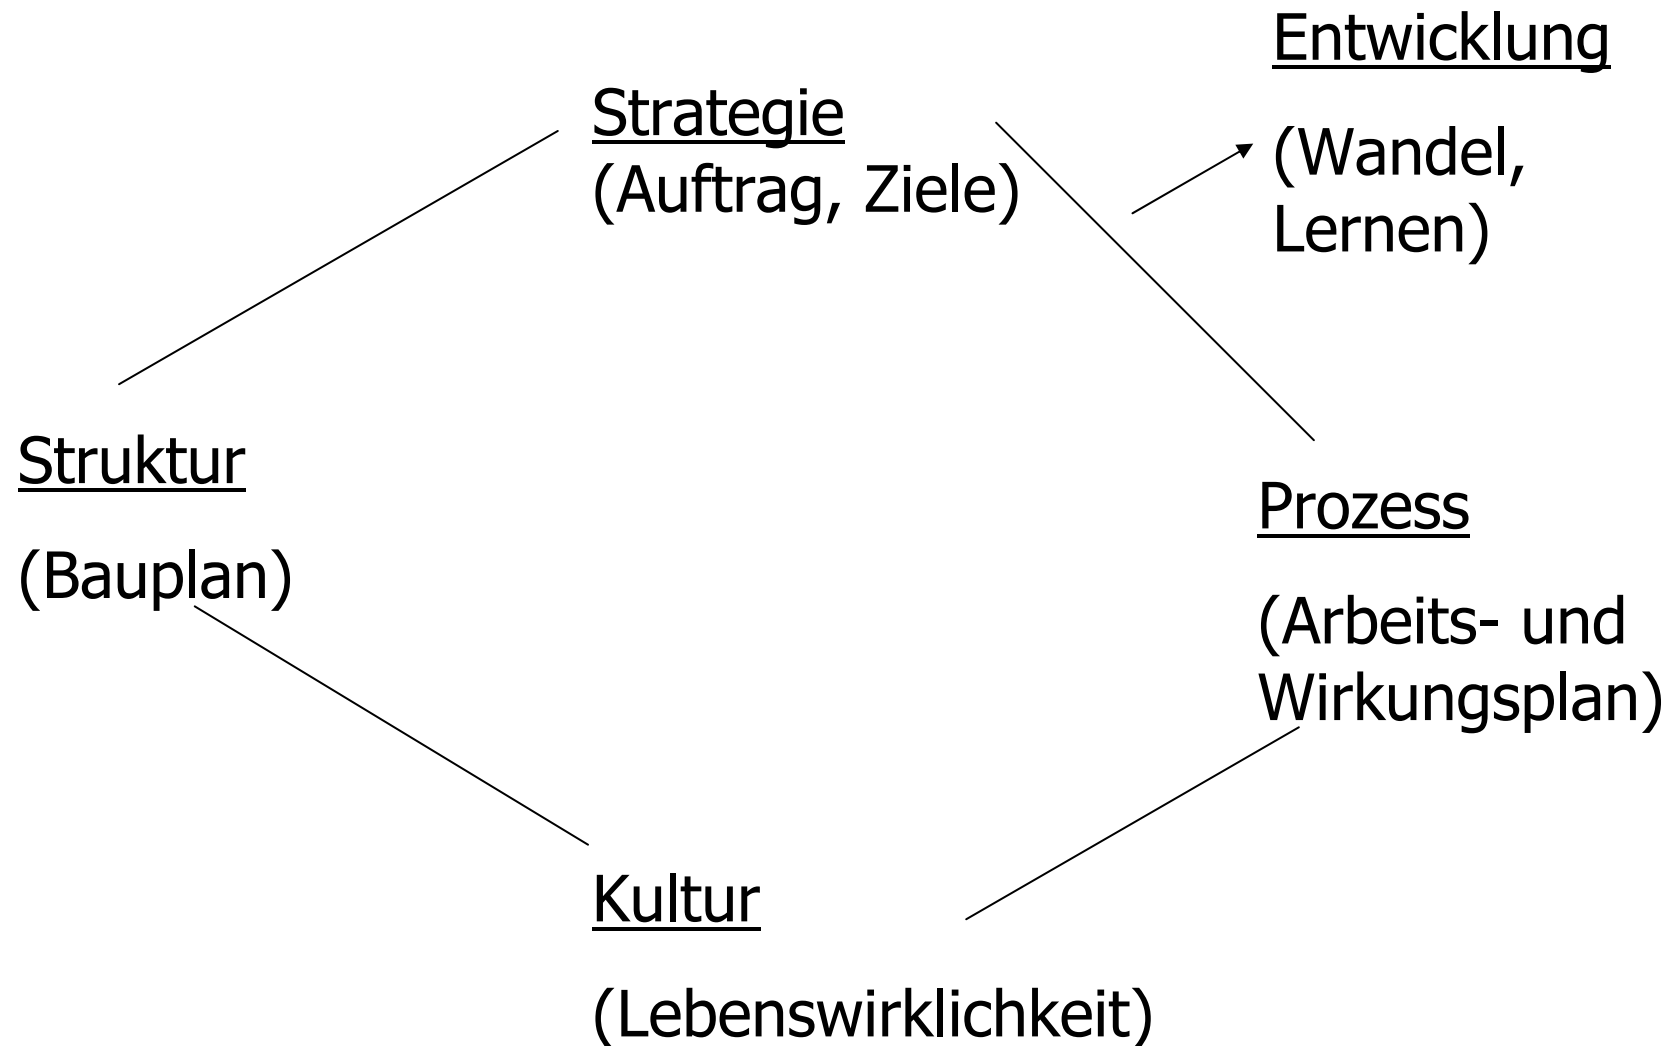 Entwicklung
(Wandel,
Lernen)
Strategie
(Auftrag, Ziele)
Struktur
(Bauplan)
Prozess
(Arbeits- und
Wirkungsplan)
Kultur
(Lebenswirklichkeit)